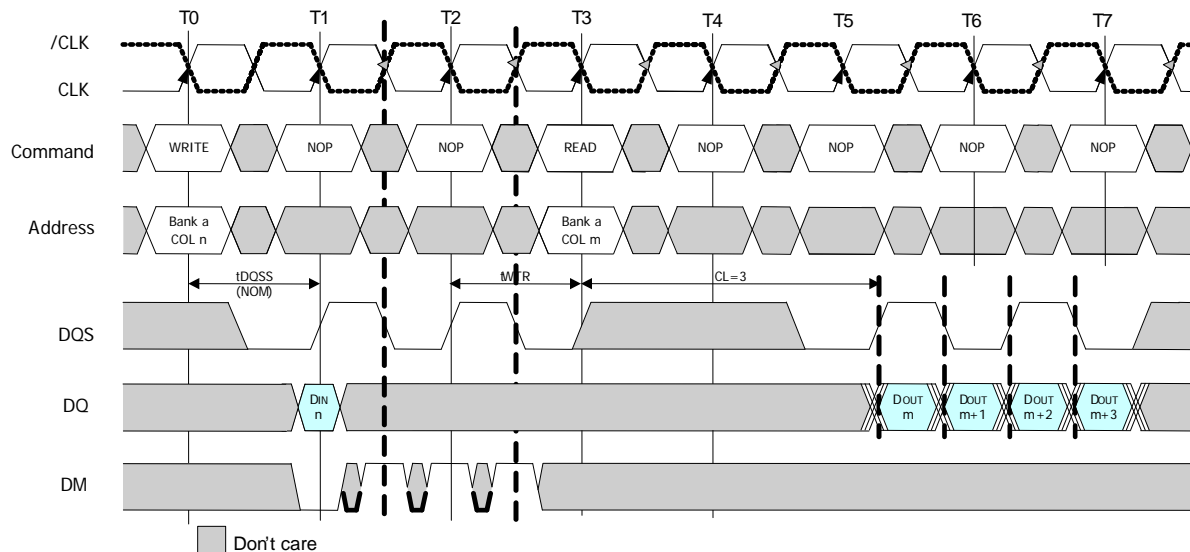 T0 T1 T2 T3 T4 T5 T6 T7
/CLK
CLK
Command WRITE NOP NOP READ NOP NOP NOP NOP
Address Bank a COL n Bank a COL m
tDQSS
(NOM)
tWTR
CL=3
DQS
DQ DIN n DOUT m DOUT m+1 DOUT m+2 DOUT m+3
DM
Don't care